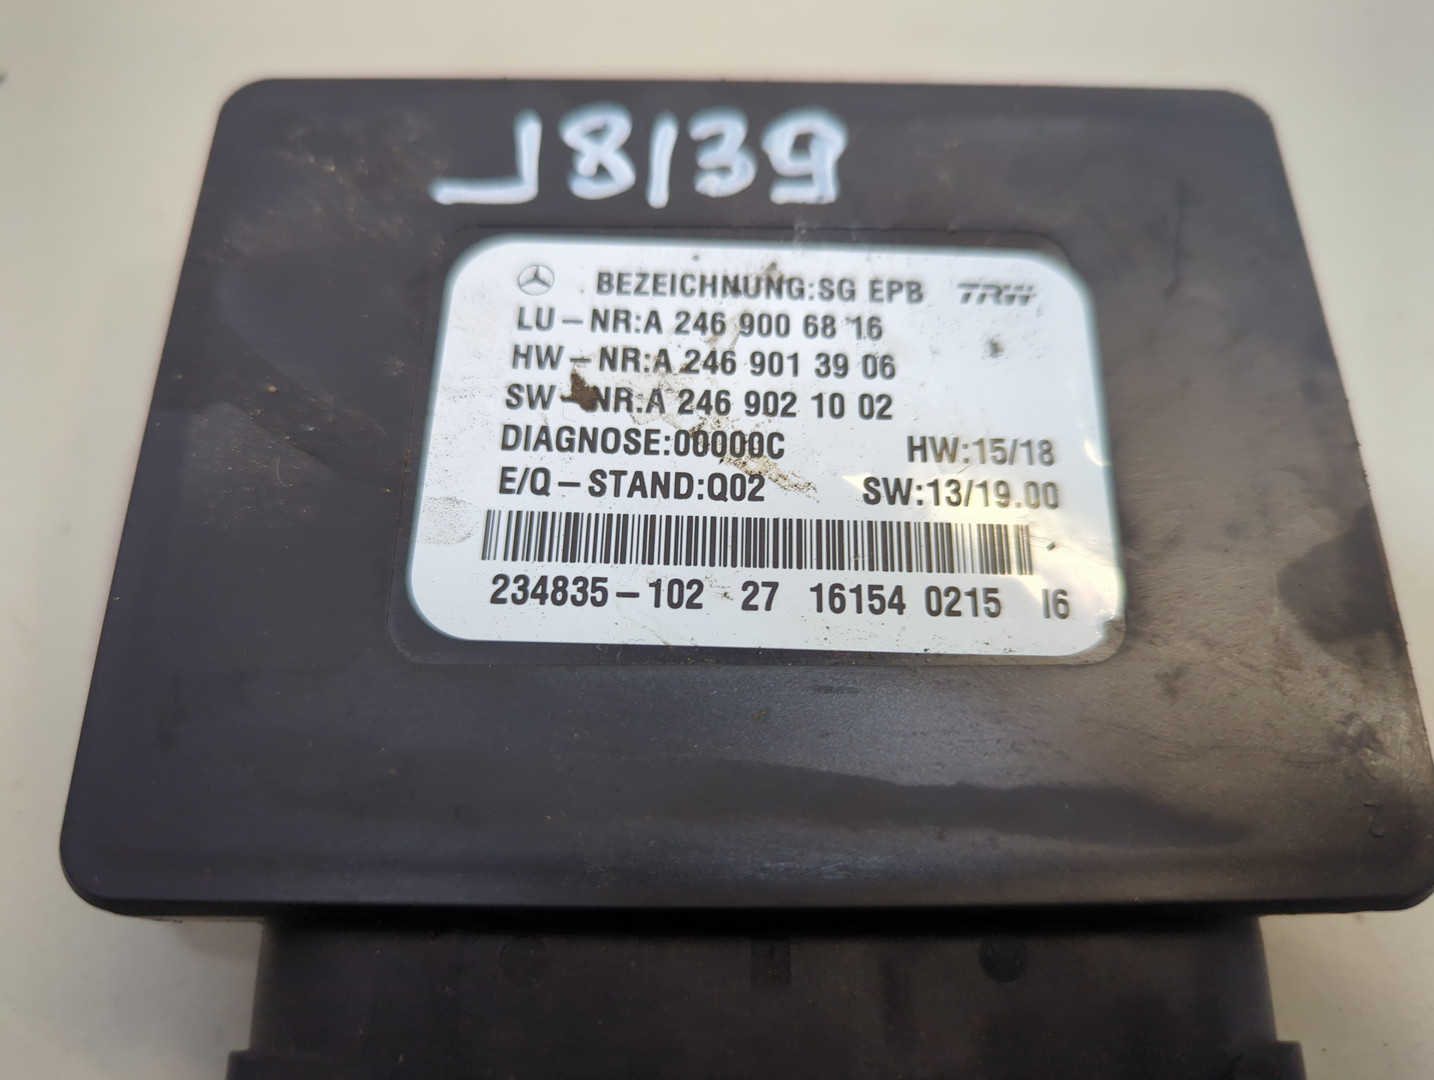 J8139
BEZEICHNUNG:SG EPB TRW
LU-NR:A 246 900 68 16
HW-NR:A 246 901 39 06
SW-NR:A 246 902 10 02
DIAGNOSE:00000C HW:15/18
E/Q-STAND:Q02 SW:13/19.00
234835-102 27 16154 0215 I6